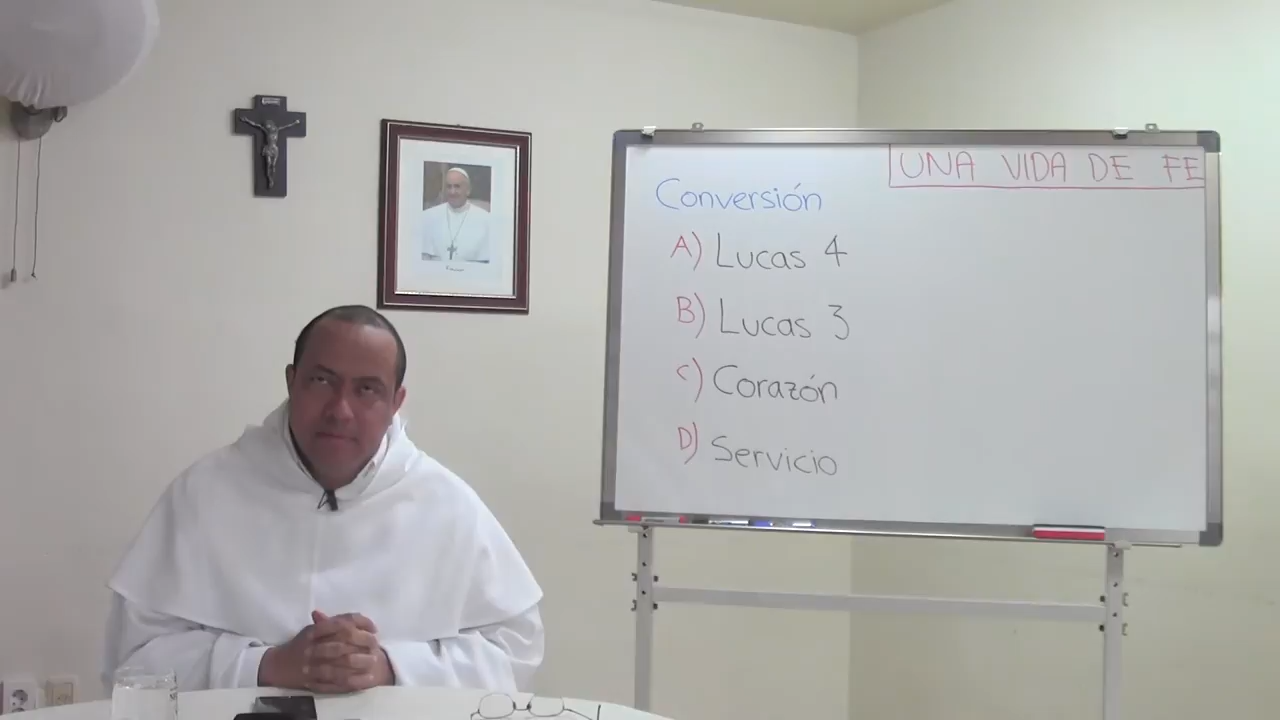 UNA VIDA DE FE
Conversión
A) Lucas 4
B) Lucas 3
C) Corazón
D) Servicio